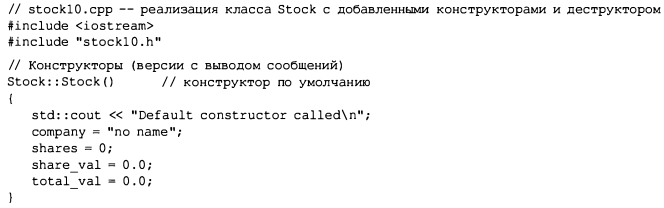 // stock10.cpp -- реализация класса Stock с добавленными конструкторами и деструктором
#include <iostream>
#include "stock10.h"
// Конструкторы (версии с выводом сообщений)
Stock::Stock() // конструктор по умолчанию
{
std::cout << "Default constructor called\n";
company = "no name";
shares = 0;
share_val = 0.0;
total_val = 0.0;
}